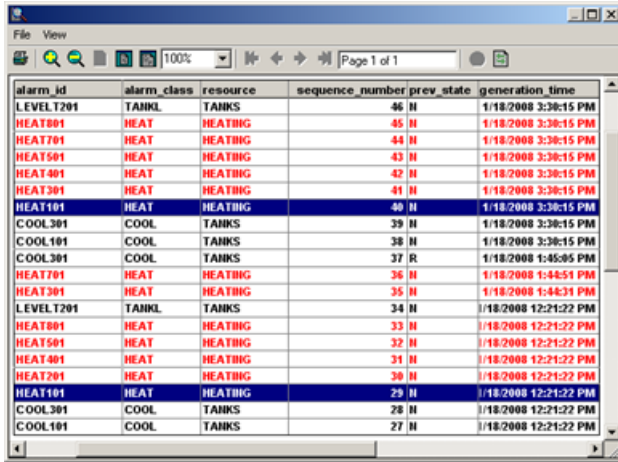 File View
100% Page 1 of 1
alarm_id alarm_class resource sequence_number prev_state generation_time
LEVELT201 TANKL TANKS 46 N 1/18/2008 3:30:15 PM
HEAT801 HEAT HEATING 45 N 1/18/2008 3:30:15 PM
HEAT701 HEAT HEATING 44 N 1/18/2008 3:30:15 PM
HEAT501 HEAT HEATING 43 N 1/18/2008 3:30:15 PM
HEAT401 HEAT HEATING 42 N 1/18/2008 3:30:15 PM
HEAT301 HEAT HEATING 41 N 1/18/2008 3:30:15 PM
HEAT101 HEAT HEATING 40 N 1/18/2008 3:30:15 PM
COOL301 COOL TANKS 39 N 1/18/2008 3:30:15 PM
COOL101 COOL TANKS 38 N 1/18/2008 3:30:15 PM
COOL301 COOL TANKS 37 R 1/18/2008 1:45:05 PM
HEAT701 HEAT HEATING 36 N 1/18/2008 1:44:51 PM
HEAT301 HEAT HEATING 35 N 1/18/2008 1:44:31 PM
LEVELT201 TANKL TANKS 34 N 1/18/2008 12:21:22 PM
HEAT801 HEAT HEATING 33 N 1/18/2008 12:21:22 PM
HEAT501 HEAT HEATING 32 N 1/18/2008 12:21:22 PM
HEAT401 HEAT HEATING 31 N 1/18/2008 12:21:22 PM
HEAT201 HEAT HEATING 30 N 1/18/2008 12:21:22 PM
HEAT101 HEAT HEATING 29 N 1/18/2008 12:21:22 PM
COOL301 COOL TANKS 28 N 1/18/2008 12:21:22 PM
COOL101 COOL TANKS 27 N 1/18/2008 12:21:22 PM